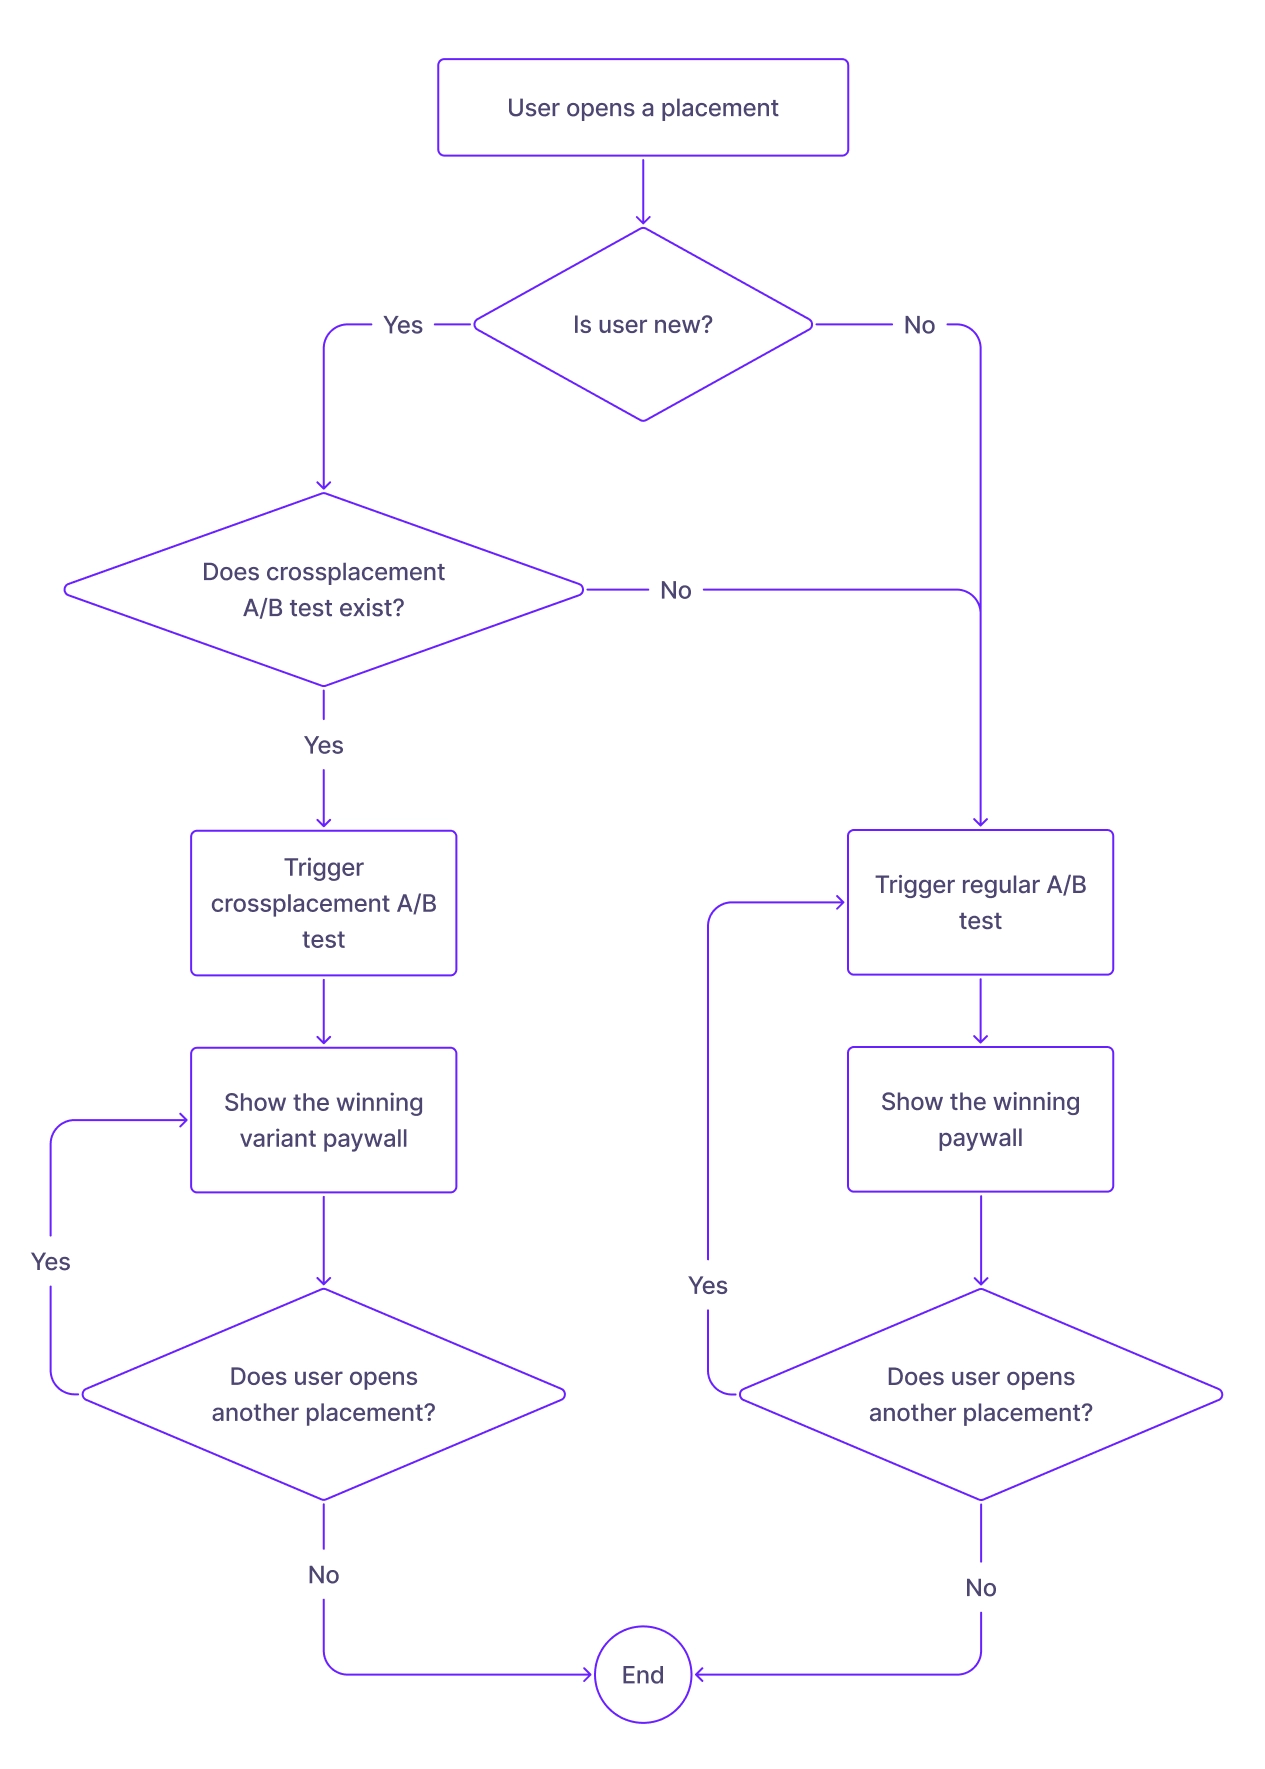 User opens a placement
Is user new?
Yes
No
Does crossplacement
A/B test exist?
No
Yes
Trigger
crossplacement A/B
test
Trigger regular A/B
test
Show the winning
variant paywall
Show the winning
paywall
Yes
Yes
Does user opens
another placement?
Does user opens
another placement?
No
No
End